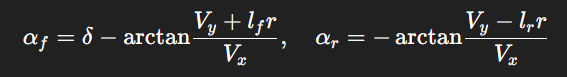 α_f = δ − arctan (V_y + l_f r)/V_x,  α_r = − arctan (V_y − l_r r)/V_x